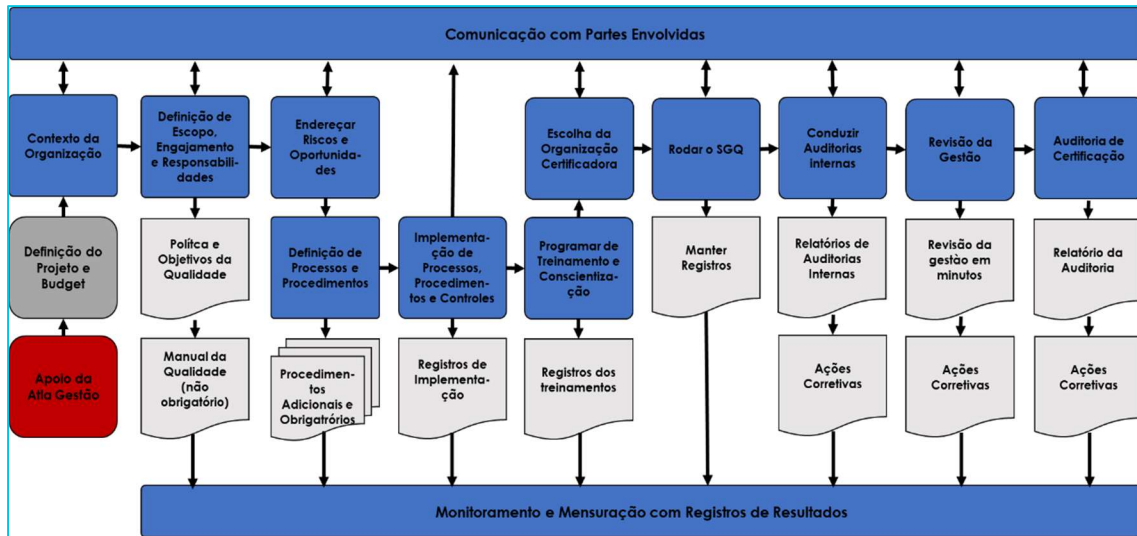 Comunicação com Partes Envolvidas
Contexto da
Organização
Definição de
Escopo,
Engajamento
e Responsabili-
dades
Endereçar
Riscos e
Oportunida-
des
Escolha da
Organização
Certificadora
Rodar o SGQ
Conduzir
Auditorias
internas
Revisão da
Gestão
Auditoria de
Certificação
Definição do
Projeto e
Budget
Polítca e
Objetivos da
Qualidade
Definição de
Processos e
Procedimentos
Implementa-
ção de
Processos,
Procedimen-
tos e Controles
Programar de
Treinamento e
Conscientiza-
ção
Manter
Registros
Relatórios de
Auditorias
Internas
Revisão da
gestào em
minutos
Relatório da
Auditoria
Apoio da
Alta Gestão
Manual da
Qualidade
(não
obrigatório)
Procedimen-
tos
Adicionais e
Obrigatrórios
Registros de
Implementa-
ção
Registros dos
treinamentos
Ações
Corretivas
Ações
Corretivas
Ações
Corretivas
Monitoramento e Mensuração com Registros de Resultados